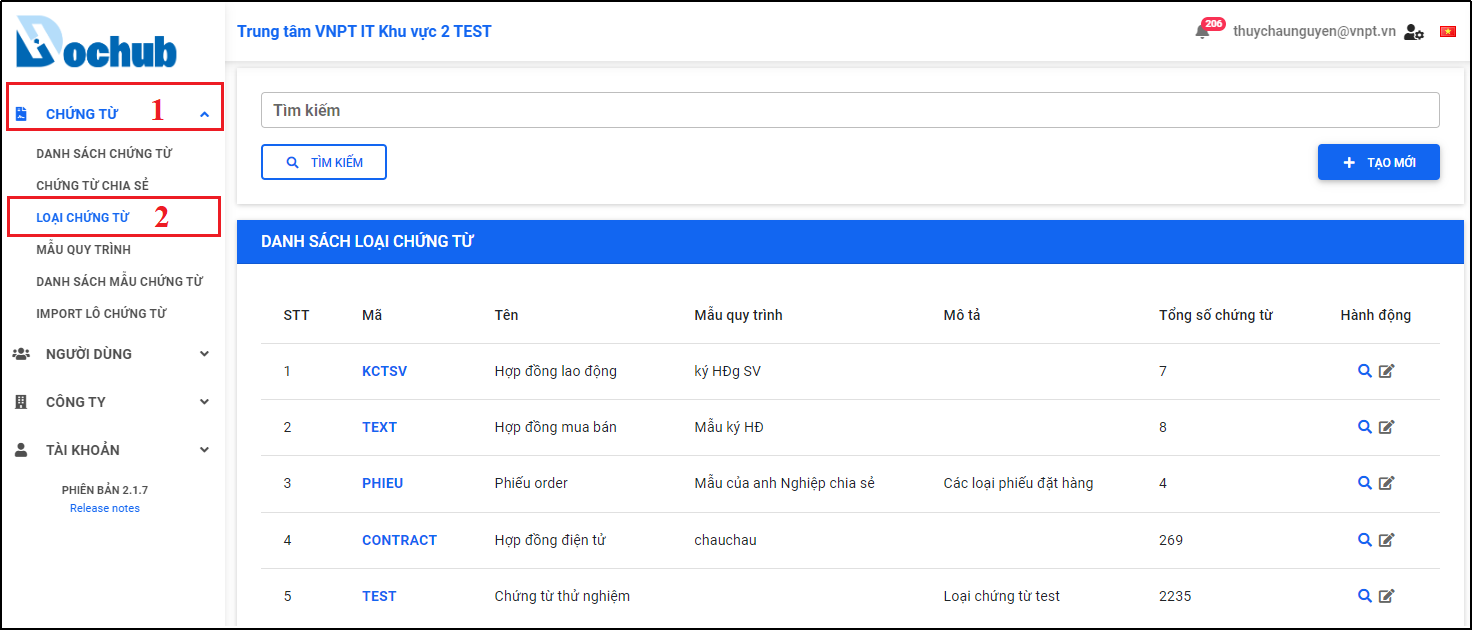 Dochub
Trung tâm VNPT IT Khu vực 2 TEST
206
thuychaunguyen@vnpt.vn
CHỨNG TỪ 1
DANH SÁCH CHỨNG TỪ
CHỨNG TỪ CHIA SẺ
LOẠI CHỨNG TỪ 2
MẪU QUY TRÌNH
DANH SÁCH MẪU CHỨNG TỪ
IMPORT LÔ CHỨNG TỪ
NGƯỜI DÙNG
CÔNG TY
TÀI KHOẢN
PHIÊN BẢN 2.1.7
Release notes
Tìm kiếm
TÌM KIẾM
+ TẠO MỚI
DANH SÁCH LOẠI CHỨNG TỪ
STT Mã Tên Mẫu quy trình Mô tả Tổng số chứng từ Hành động
1 KCTSV Hợp đồng lao động ký HĐg SV 7
2 TEXT Hợp đồng mua bán Mẫu ký HĐ 8
3 PHIEU Phiếu order Mẫu của anh Nghiệp chia sẻ Các loại phiếu đặt hàng 4
4 CONTRACT Hợp đồng điện tử chauchau 269
5 TEST Chứng từ thử nghiệm Loại chứng từ test 2235